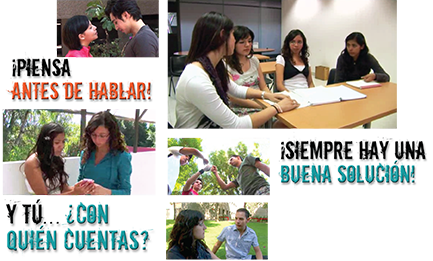 ¡PIENSA
ANTES DE HABLAR!
¡SIEMPRE HAY UNA
BUENA SOLUCIÓN!
Y TÚ... ¿CON
QUIÉN CUENTAS?